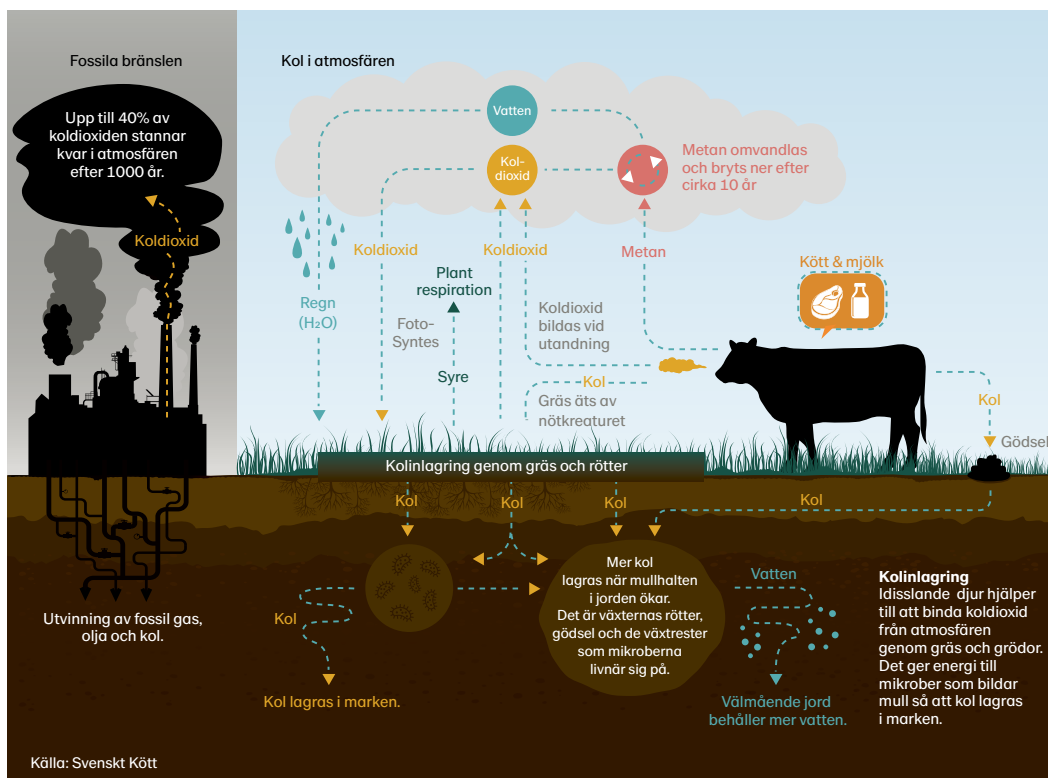 Fossila bränslen
Upp till 40% av
koldioxiden stannar
kvar i atmosfären
efter 1000 år.
Koldioxid
Utvinning av fossil gas,
olja och kol.
Kol i atmosfären
Vatten
Kol-
dioxid
Metan omvandlas
och bryts ner efter
cirka 10 år
Koldioxid
Koldioxid
Metan
Kött & mjölk
Regn
(H₂O)
Foto-
Syntes
Plant
respiration
Syre
Koldioxid
bildas vid
utandning
Kol
Gräs äts av
nötkreaturet
Kol
Gödsel
Kolinlagring genom gräs och rötter
Kol
Kol
Kol
Kol
Kol
Kol lagras i marken.
Mer kol
lagras när mullhalten
i jorden ökar.
Det är växternas rötter,
gödsel och de växtrester
som mikroberna
livnär sig på.
Vatten
Välmående jord
behåller mer vatten.
Kolinlagring
Idisslande djur hjälper
till att binda koldioxid
från atmosfären
genom gräs och grödor.
Det ger energi till
mikrober som bildar
mull så att kol lagras
i marken.
Källa: Svenskt Kött